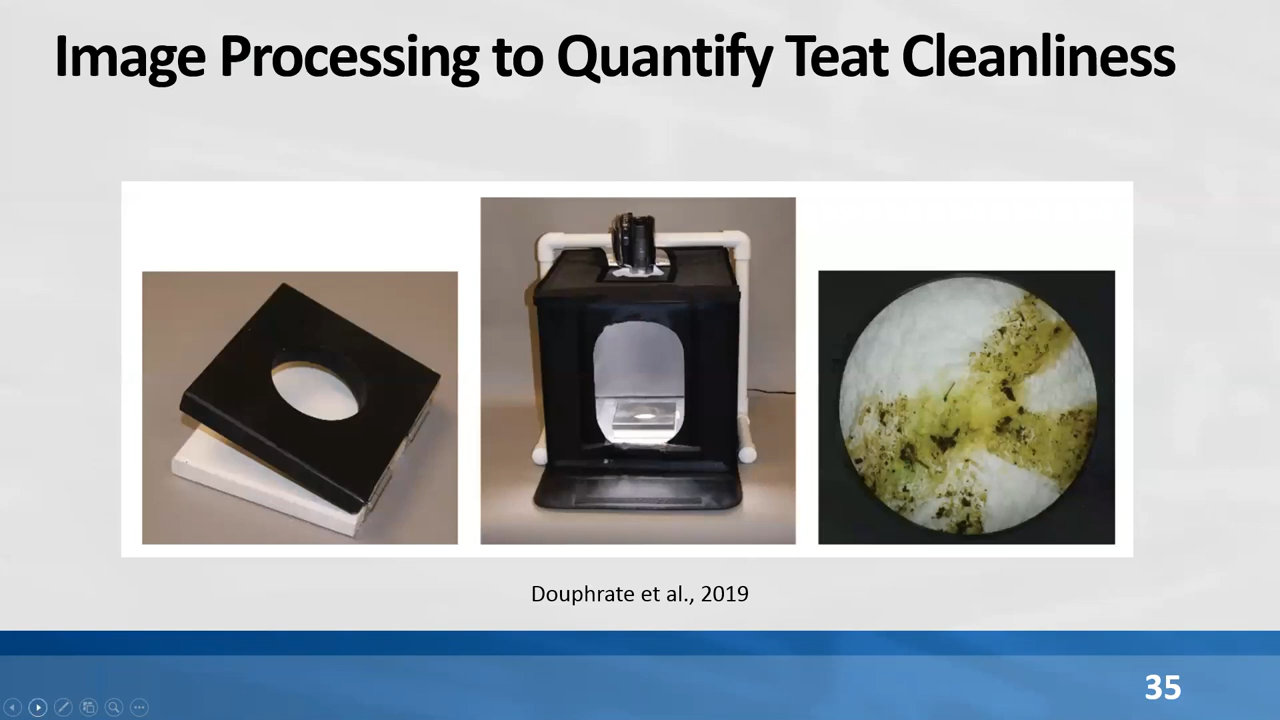 Image Processing to Quantify Teat Cleanliness
Douphrate et al., 2019
35